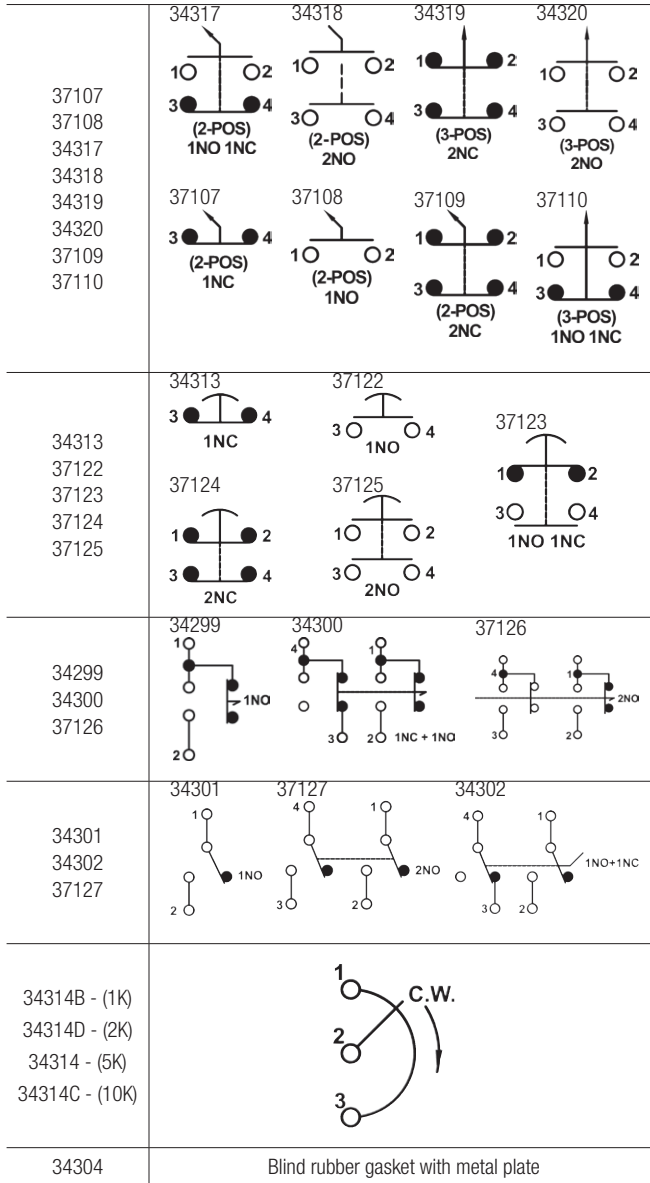 37107
37108
34317
34318
34319
34320
37109
37110
34317 34318 34319 34320
1 2 1 2 1 2 1 2
3 4 3 4 3 4 3 4
(2-POS) (2-POS) (3-POS) (3-POS)
1NO 1NC 2NO 2NC 2NO
37107 37108 37109 37110
3 4 1 2 1 2 1 2
(2-POS) (2-POS) 3 4 3 4
1NC 1NO (2-POS) (3-POS)
2NC 1NO 1NC
34313
37122
37123
37124
37125
34313 37122 37123
3 4 3 4 1 2
1NC 1NO 3 4
1NO 1NC
37124 37125
1 2 1 2
3 4 3 4
2NC 2NO
34299
34300
37126
34299 34300 37126
1 4 1 4 1
1NO 2NO
2 3 2 1NC + 1NO 3 2
34301
34302
37127
34301 37127 34302
1 4 1 4 1
1NO 2NO 1NO+1NC
2 3 2 3 2
34314B - (1K)
34314D - (2K)
34314 - (5K)
34314C - (10K)
1
C.W.
2
3
34304 Blind rubber gasket with metal plate